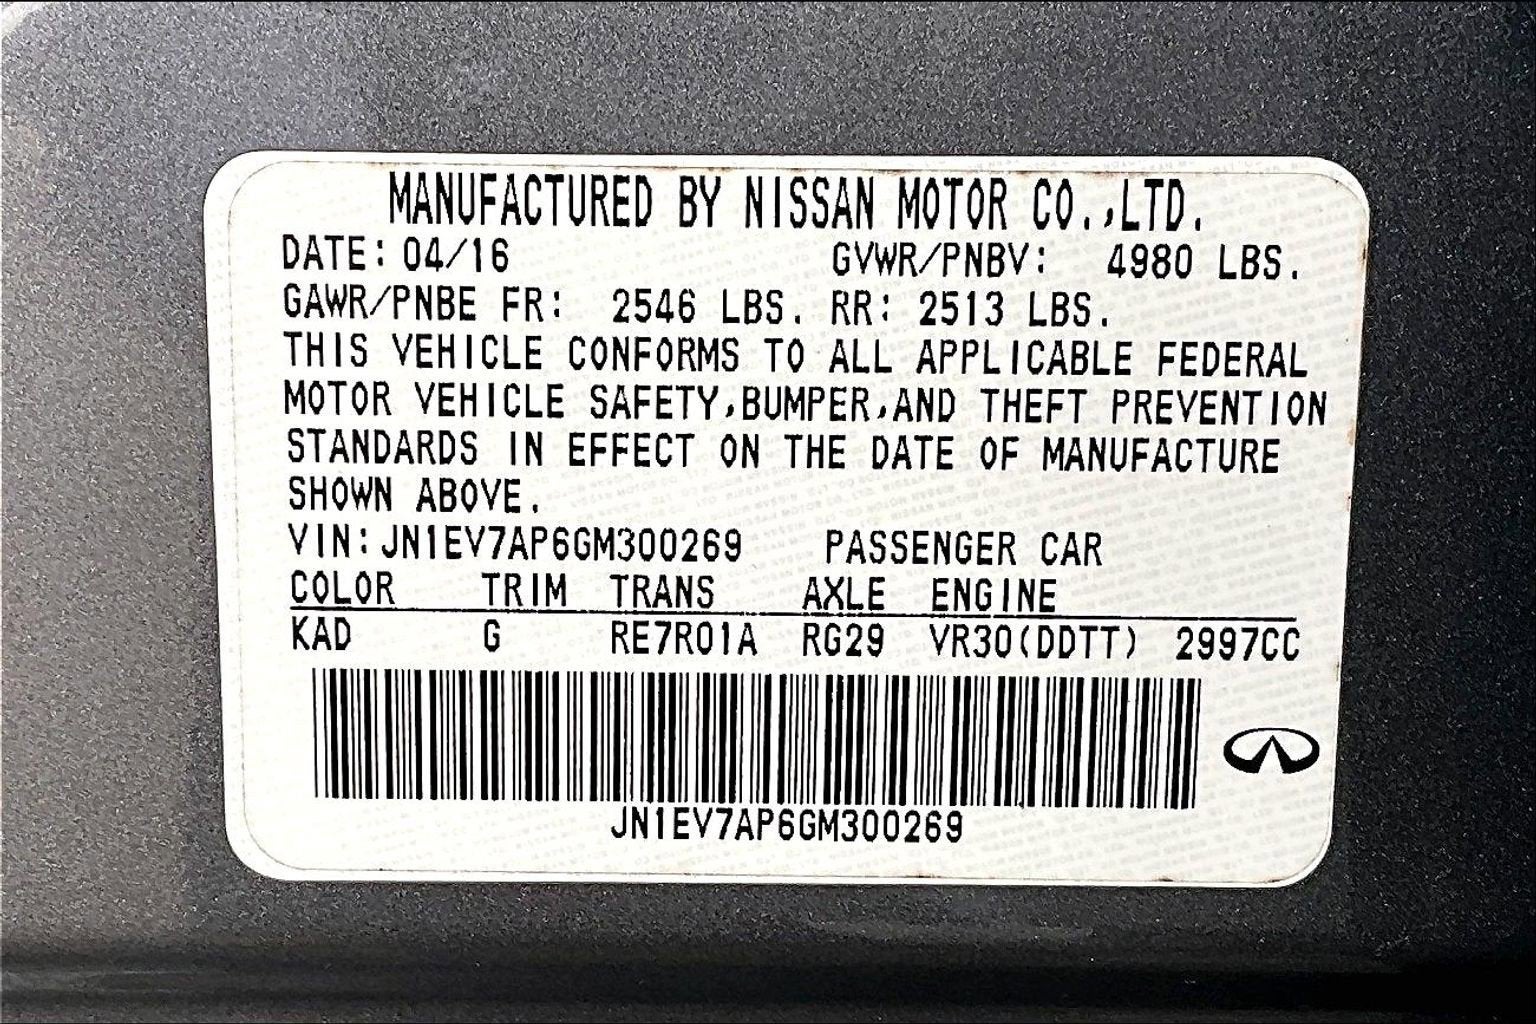 MANUFACTURED BY NISSAN MOTOR CO.,LTD.
DATE: 04/16 GVWR/PNBV: 4980 LBS.
GAWR/PNBE FR: 2546 LBS. RR: 2513 LBS.
THIS VEHICLE CONFORMS TO ALL APPLICABLE FEDERAL
MOTOR VEHICLE SAFETY,BUMPER,AND THEFT PREVENTION
STANDARDS IN EFFECT ON THE DATE OF MANUFACTURE
SHOWN ABOVE.
VIN: JN1EV7AP6GM300269 PASSENGER CAR
COLOR TRIM TRANS AXLE ENGINE
KAD G RE7R01A RG29 VR30(DDTT) 2997CC
JN1EV7AP6GM300269